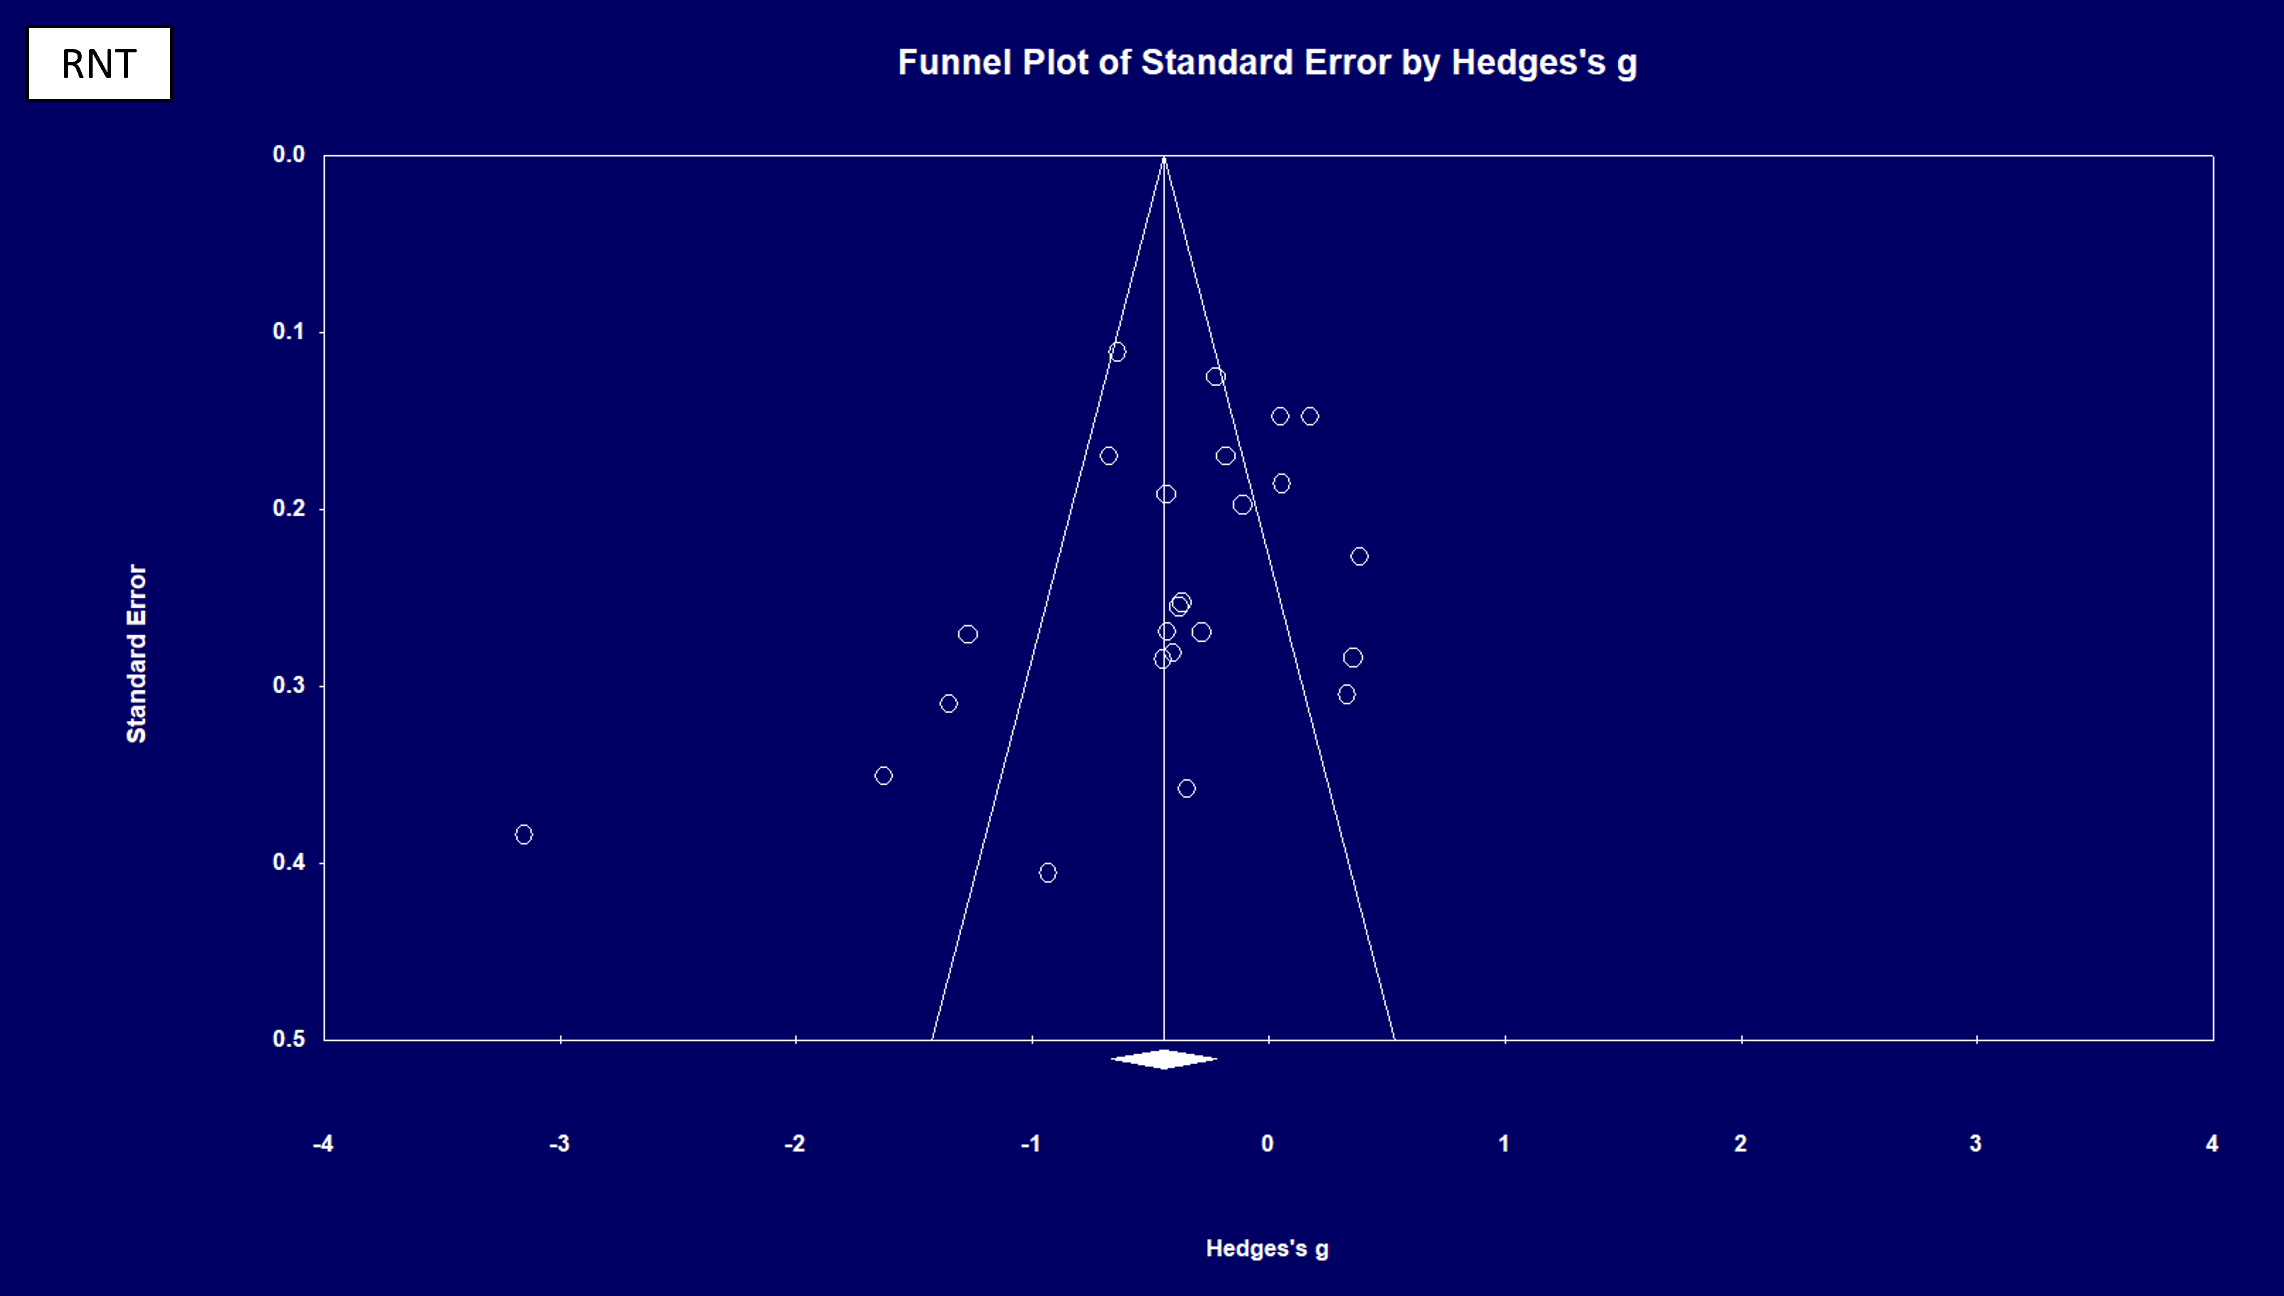 RNT
Funnel Plot of Standard Error by Hedges's g
0.0
0.1
0.2
0.3
0.4
0.5
Standard Error
-4 -3 -2 -1 0 1 2 3 4
Hedges's g